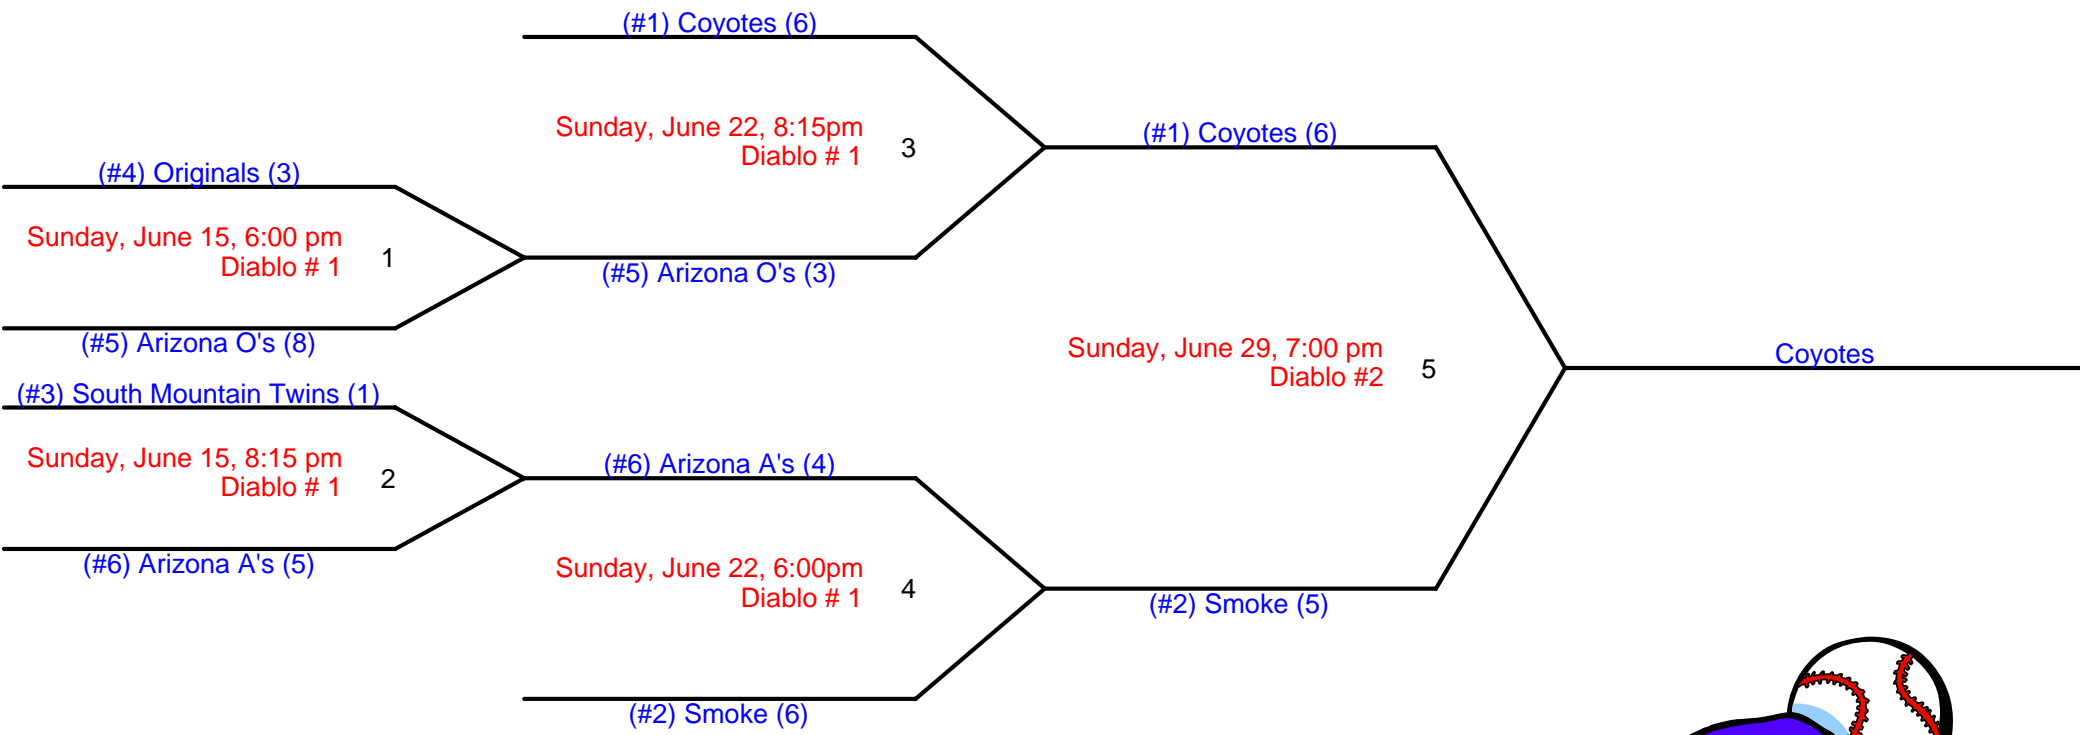 (#1) Coyotes (6)
Sunday, June 22, 8:15pm
Diablo # 1
3
(#1) Coyotes (6)
(#4) Originals (3)
Sunday, June 15, 6:00 pm
Diablo # 1
1
(#5) Arizona O's (3)
(#5) Arizona O's (8)
Sunday, June 29, 7:00 pm
Diablo #2
5
Coyotes
(#3) South Mountain Twins (1)
Sunday, June 15, 8:15 pm
Diablo # 1
2
(#6) Arizona A's (4)
(#6) Arizona A's (5)
Sunday, June 22, 6:00pm
Diablo # 1
4
(#2) Smoke (5)
(#2) Smoke (6)